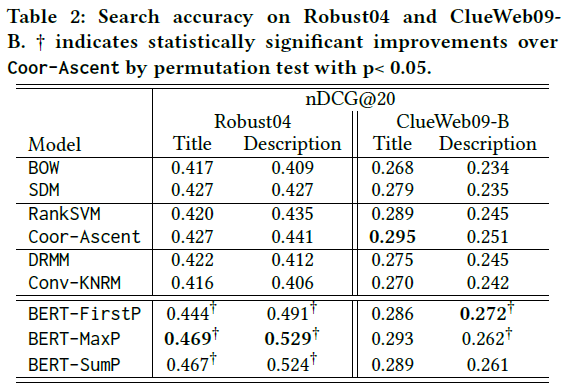 Table 2: Search accuracy on Robust04 and ClueWeb09-
B. † indicates statistically significant improvements over
Coor-Ascent by permutation test with p< 0.05.
nDCG@20
Robust04 ClueWeb09-B
Model Title Description Title Description
BOW 0.417 0.409 0.268 0.234
SDM 0.427 0.427 0.279 0.235
RankSVM 0.420 0.435 0.289 0.245
Coor-Ascent 0.427 0.441 0.295 0.251
DRMM 0.422 0.412 0.275 0.245
Conv-KNRM 0.416 0.406 0.270 0.242
BERT-FirstP 0.444† 0.491† 0.286 0.272†
BERT-MaxP 0.469† 0.529† 0.293 0.262†
BERT-SumP 0.467† 0.524† 0.289 0.261